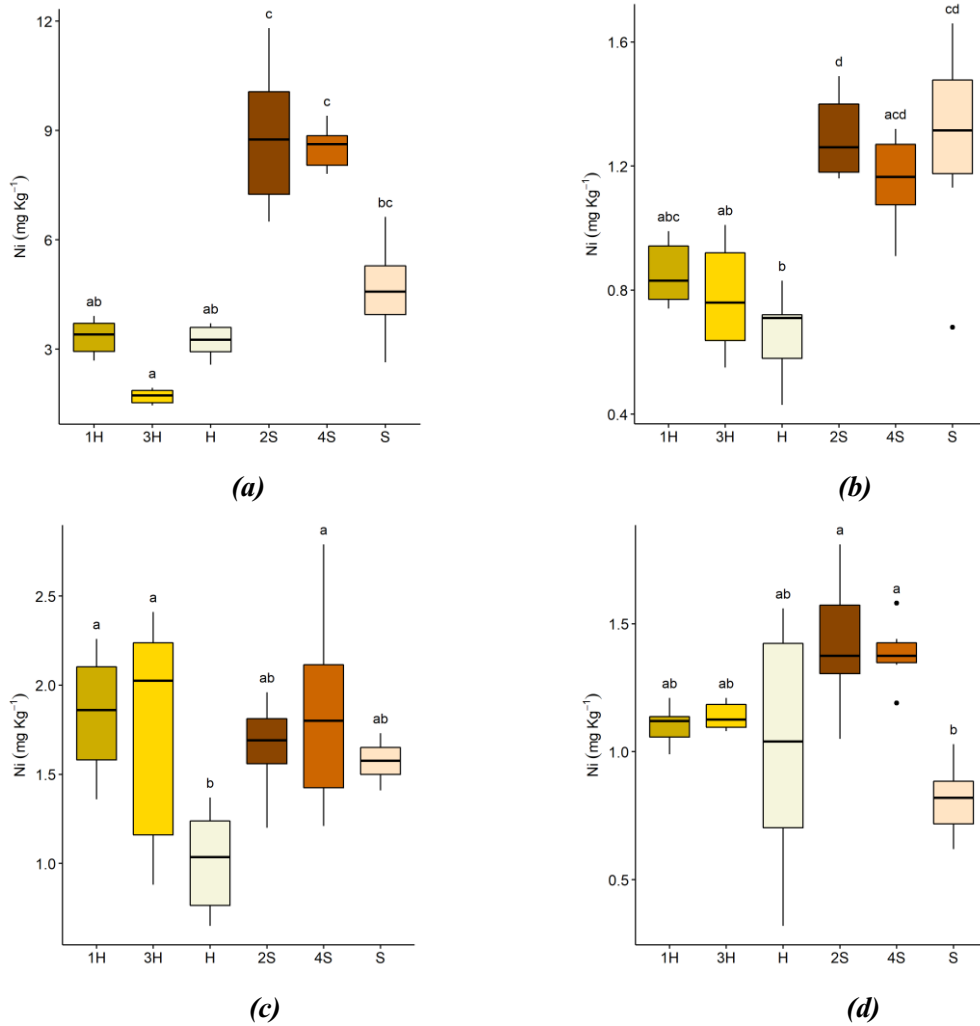 12
9
6
3
Ni (mg Kg⁻¹)
ab
a
ab
c
c
bc
1H 3H H 2S 4S S
(a)
1.6
1.2
0.8
0.4
Ni (mg Kg⁻¹)
abc
ab
b
d
acd
cd
1H 3H H 2S 4S S
(b)
2.5
2.0
1.5
1.0
Ni (mg Kg⁻¹)
a
a
b
ab
a
ab
1H 3H H 2S 4S S
(c)
1.5
1.0
0.5
Ni (mg Kg⁻¹)
ab
ab
ab
a
a
b
1H 3H H 2S 4S S
(d)